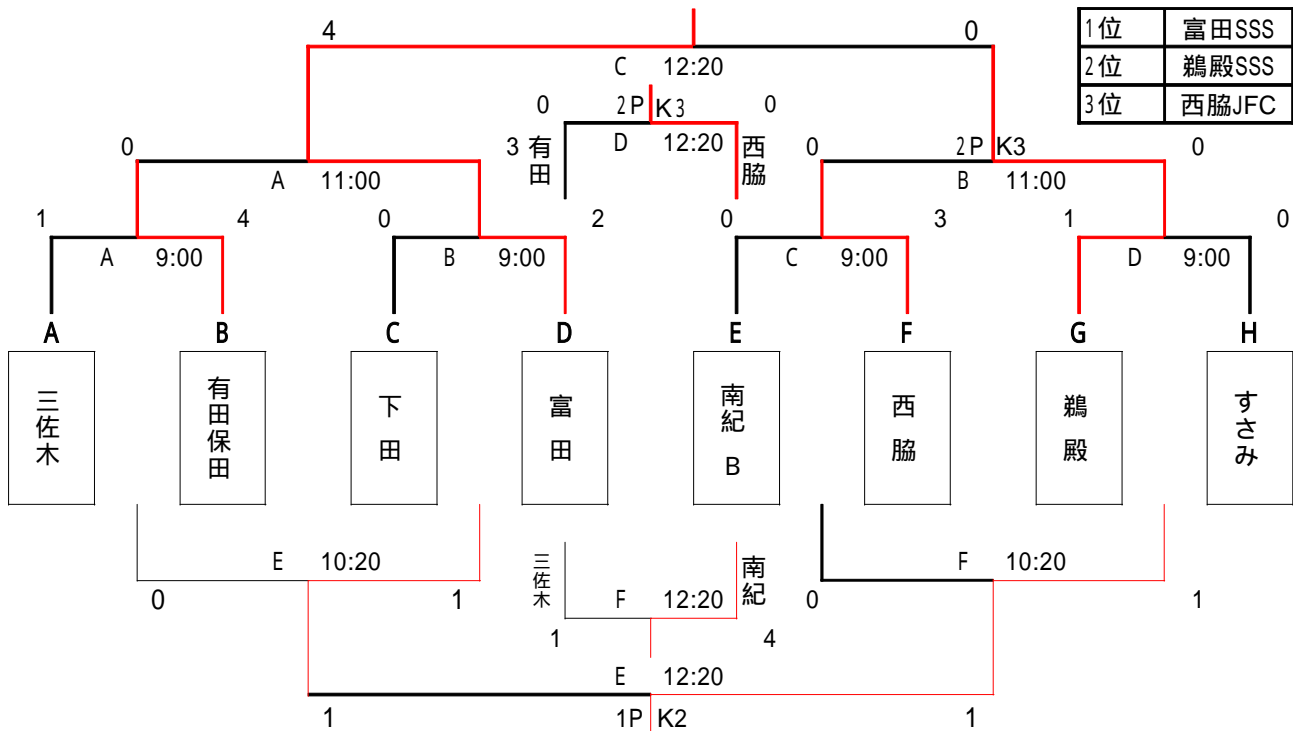 4 0
1位 富田SSS
C 12:20
2位 鵜殿SSS
0 2P K3 0
3位 西脇JFC
D 12:20
有田
西脇
0 3 0 2P K3 0
A 11:00
B 11:00
1 4 0 2 0 3 1 0
A 9:00
B 9:00
C 9:00
D 9:00
A B C D E F G H
三佐木
有田保田
下田
富田
南紀B
西脇
鵜殿
すさみ
E 10:20
F 10:20
三佐木
南紀
F 12:20
0 1 0 1
1 4
E 12:20
1 1P K2 1